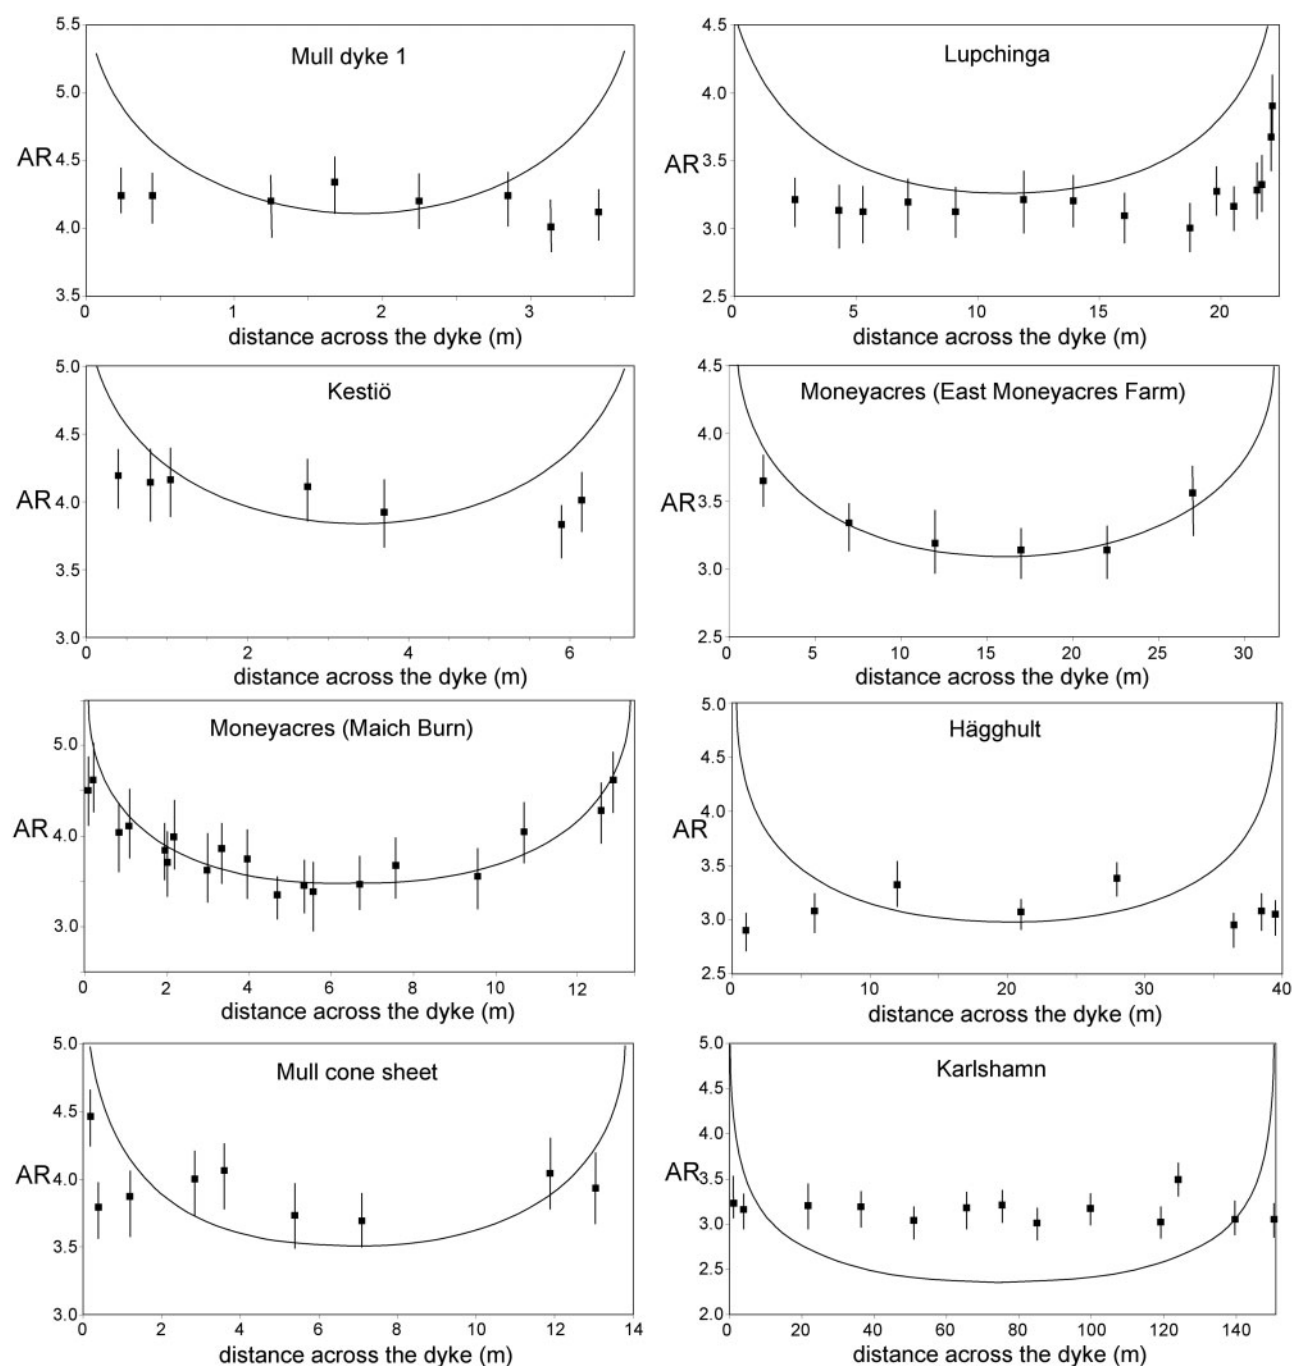 Mull dyke 1
5.5
5.0
4.5
4.0
3.5
AR
0 1 2 3
distance across the dyke (m)
Lupchinga
4.5
4.0
3.5
3.0
2.5
AR
0 5 10 15 20
distance across the dyke (m)
Kestiö
5.0
4.5
4.0
3.5
3.0
AR
0 2 4 6
distance across the dyke (m)
Moneyacres (East Moneyacres Farm)
4.5
4.0
3.5
3.0
2.5
AR
0 5 10 15 20 25 30
distance across the dyke (m)
Moneyacres (Maich Burn)
5.0
4.0
3.0
AR
0 2 4 6 8 10 12
distance across the dyke (m)
Hägghult
5.0
4.5
4.0
3.5
3.0
2.5
AR
0 10 20 30 40
distance across the dyke (m)
Mull cone sheet
5.0
4.5
4.0
3.5
3.0
AR
0 2 4 6 8 10 12 14
distance across the dyke (m)
Karlshamn
5.0
4.5
4.0
3.5
3.0
2.5
2.0
AR
0 20 40 60 80 100 120 140
distance across the dyke (m)